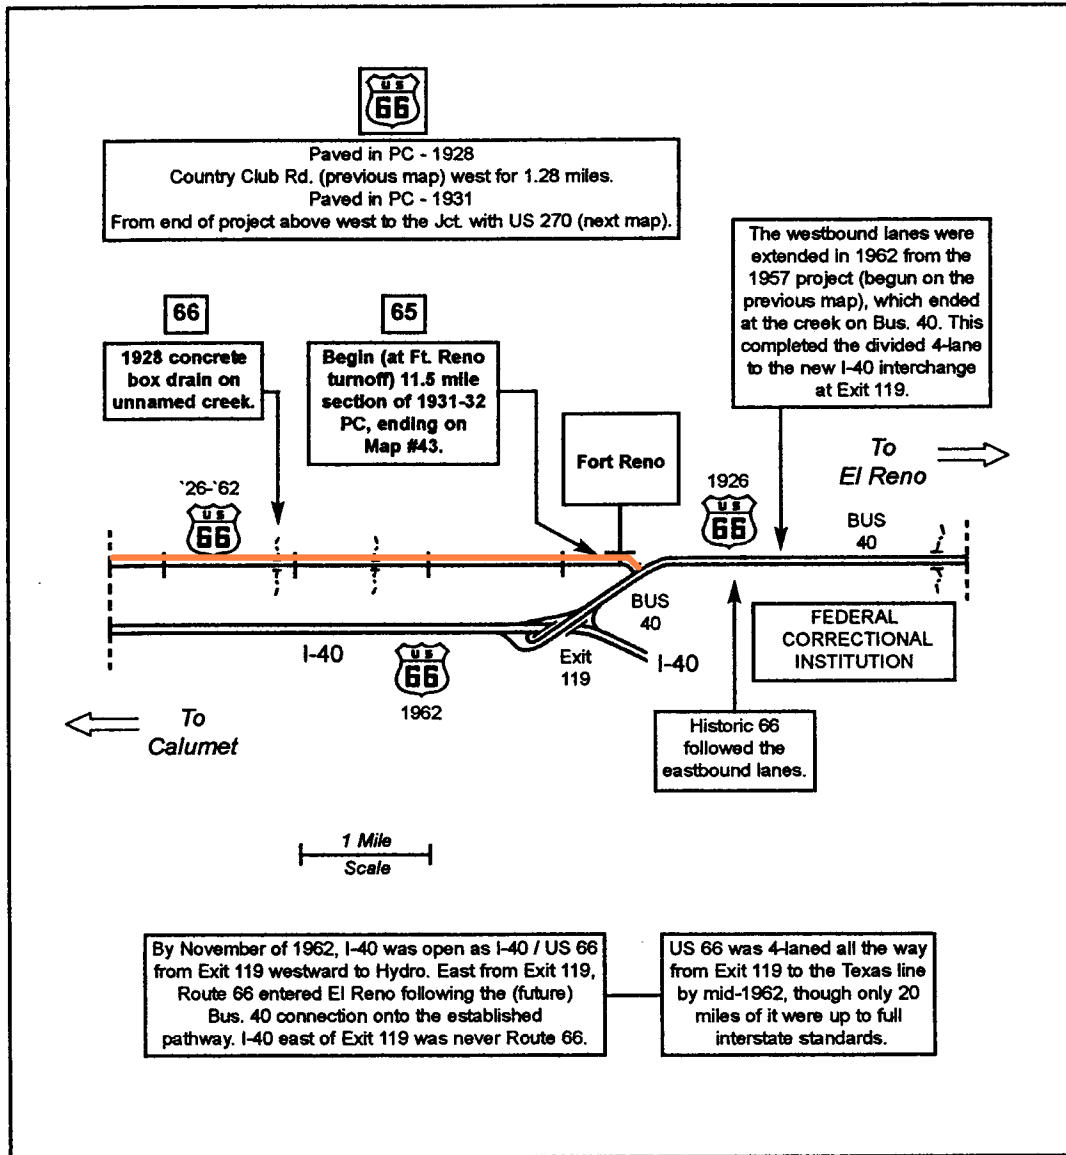 US
66
Paved in PC - 1928
Country Club Rd. (previous map) west for 1.28 miles.
Paved in PC - 1931
From end of project above west to the Jct. with US 270 (next map).
The westbound lanes were
extended in 1962 from the
1957 project (begun on the
previous map), which ended
at the creek on Bus. 40. This
completed the divided 4-lane
to the new I-40 interchange
at Exit 119.
66
1928 concrete
box drain on
unnamed creek.
65
Begin (at Ft. Reno
turnoff) 11.5 mile
section of 1931-32
PC, ending on
Map #43.
Fort Reno
To
El Reno
`26-`62
US
66
1926
US
66
BUS
40
BUS
40
FEDERAL
CORRECTIONAL
INSTITUTION
I-40
US
66
1962
Exit
119
I-40
To
Calumet
Historic 66
followed the
eastbound lanes.
1 Mile
Scale
By November of 1962, I-40 was open as I-40 / US 66
from Exit 119 westward to Hydro. East from Exit 119,
Route 66 entered El Reno following the (future)
Bus. 40 connection onto the established
pathway. I-40 east of Exit 119 was never Route 66.
US 66 was 4-laned all the way
from Exit 119 to the Texas line
by mid-1962, though only 20
miles of it were up to full
interstate standards.